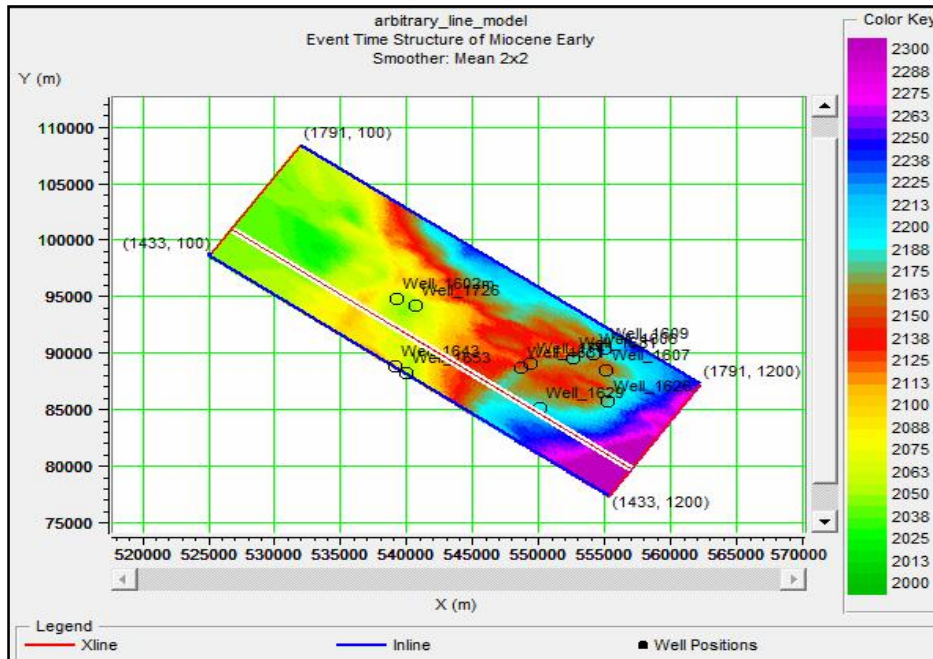 arbitrary_line_model
Event Time Structure of Miocene Early
Smoother: Mean 2x2
Color Key
Y (m)
2300
2288
2275
2263
2250
2238
2225
2213
2200
2188
2175
2163
2150
2138
2125
2113
2100
2088
2075
2063
2050
2038
2025
2013
2000
110000
105000
100000
95000
90000
85000
80000
75000
(1791, 100)
(1433, 100)
Well_1602m
Well_1726
Well_1609
Well_1607
Well_1643
Well_1653
(1791, 1200)
Well_1629
Well_1626
(1433, 1200)
520000 525000 530000 535000 540000 545000 550000 555000 560000 565000 570000
X (m)
Legend
Xline
Inline
Well Positions